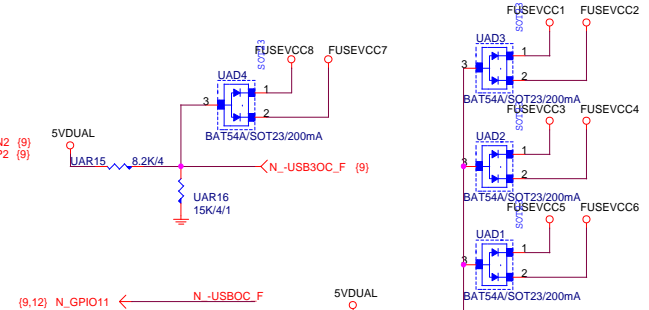 FUSEVCC1 FUSEVCC2
SOT23
FUSEVCC8 FUSEVCC7
SOT23
UAD3
1
3
2
BAT54A/SOT23/200mA
UAD4
1
3
2
BAT54A/SOT23/200mA
FUSEVCC3 FUSEVCC4
UAD2
1
3
2
BAT54A/SOT23/200mA
5VDUAL
{9}
{9}
UAR15 8.2K/4
N_-USB3OC_F {9}
UAR16
15K/4/1
FUSEVCC5 FUSEVCC6
UAD1
1
3
2
BAT54A/SOT23/200mA
{9,12} N_GPIO11
N_-USBOC_F
5VDUAL